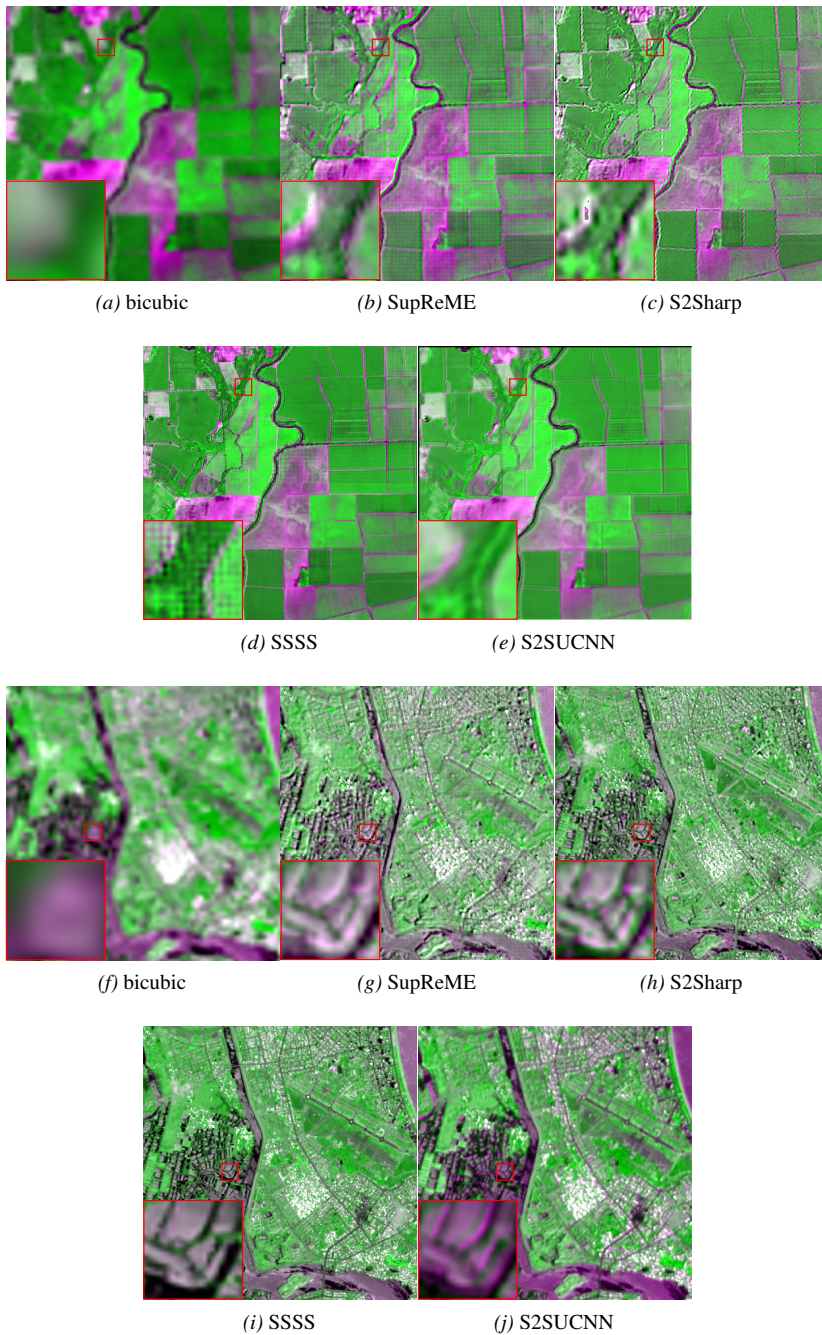 (a) bicubic
(b) SupReME
(c) S2Sharp
(d) SSSS
(e) S2SUCNN
(f) bicubic
(g) SupReME
(h) S2Sharp
(i) SSSS
(j) S2SUCNN